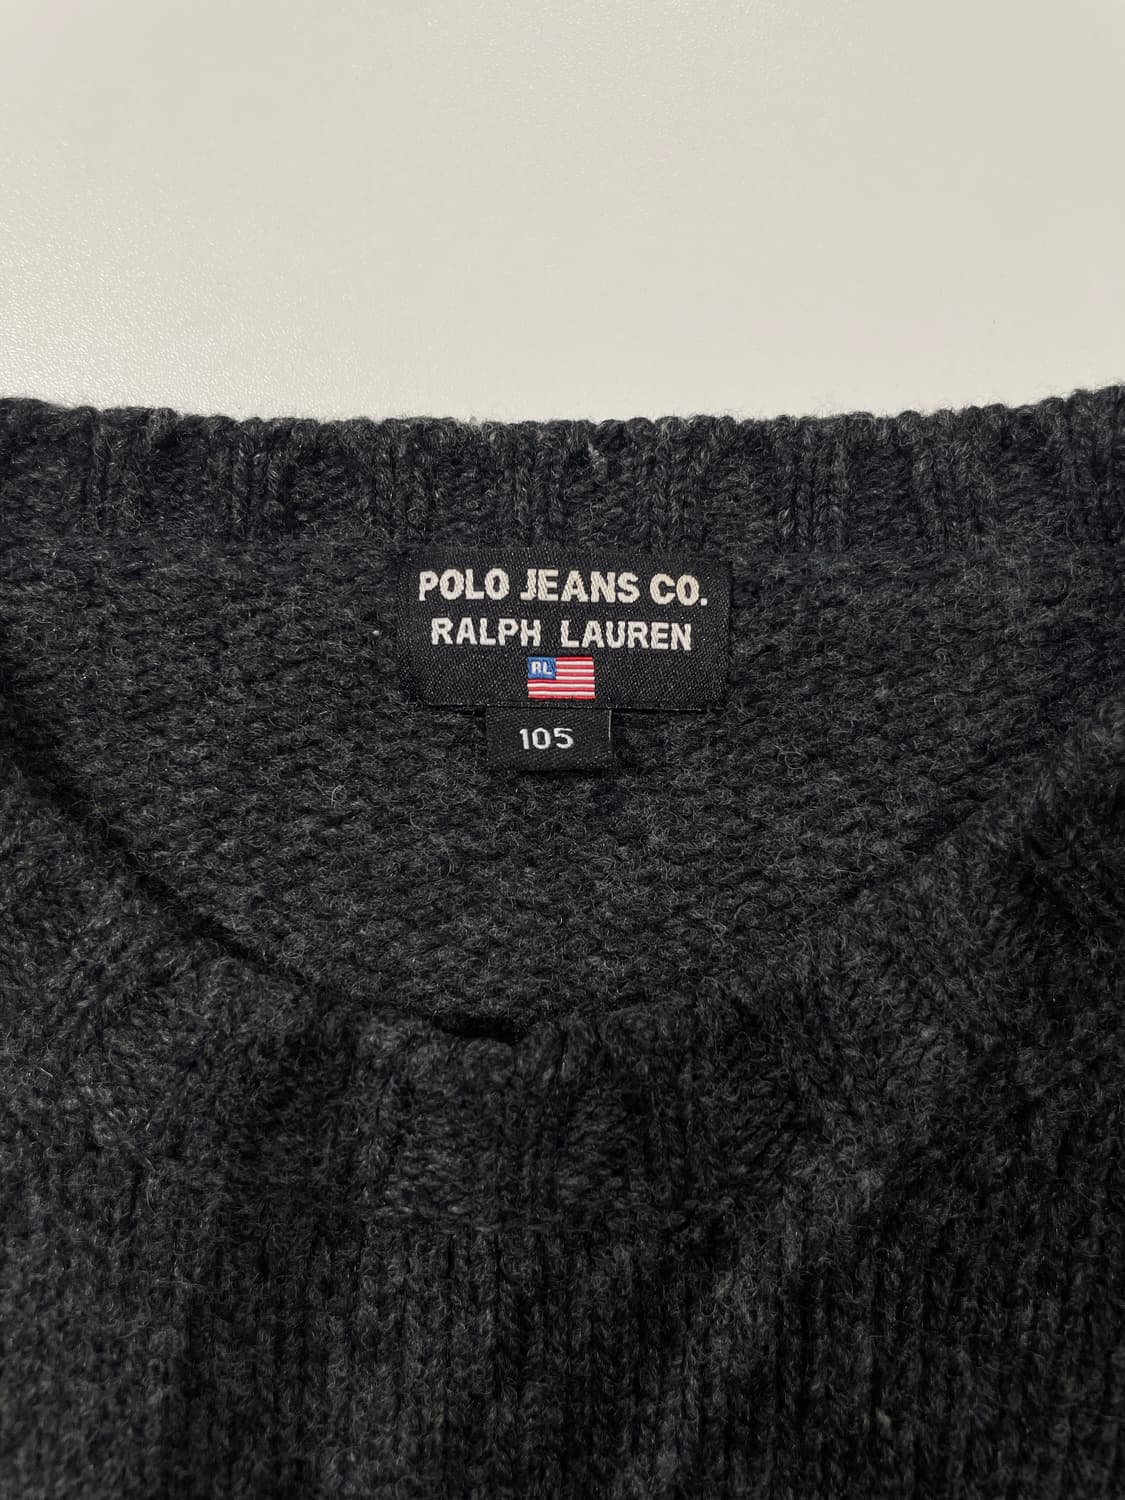 POLO JEANS CO.
RALPH LAUREN
RL
105